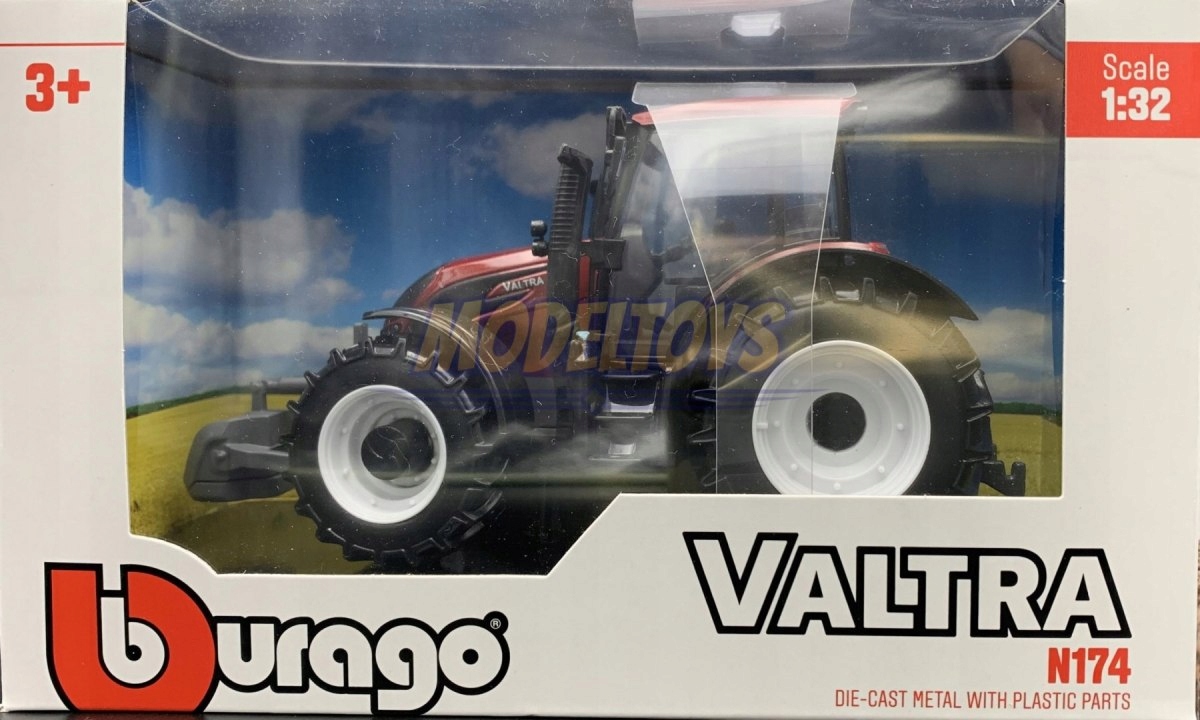 3+
Scale
1:32
VALTRA
MODELTOYS
Burago®
VALTRA
N174
DIE-CAST METAL WITH PLASTIC PARTS